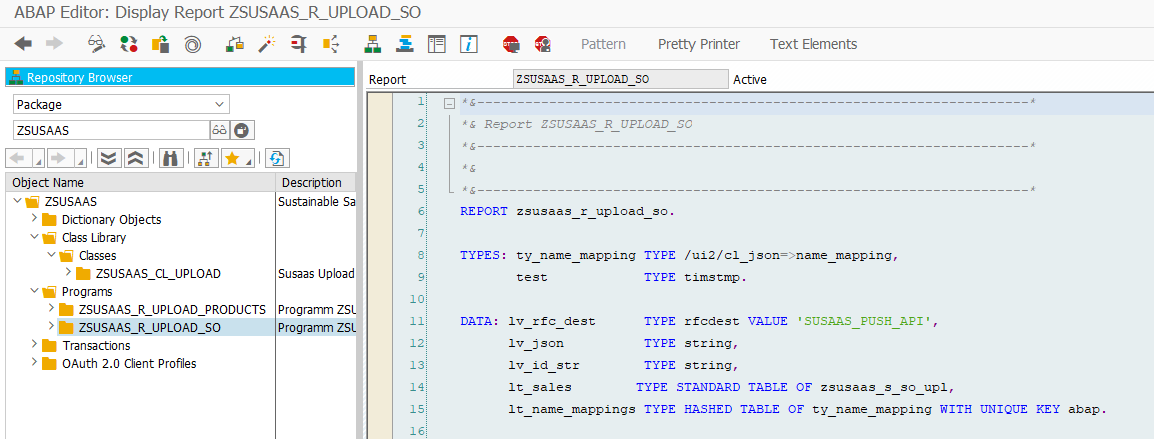 ABAP Editor: Display Report ZSUSAAS_R_UPLOAD_SO
Pattern Pretty Printer Text Elements
Repository Browser
Package
ZSUSAAS
Object Name Description
ZSUSAAS Sustainable Sa
Dictionary Objects
Class Library
Classes
ZSUSAAS_CL_UPLOAD Susaas Upload
Programs
ZSUSAAS_R_UPLOAD_PRODUCTS Programm ZSU
ZSUSAAS_R_UPLOAD_SO Programm ZSU
Transactions
OAuth 2.0 Client Profiles
Report ZSUSAAS_R_UPLOAD_SO Active
1 *&---------------------------------------------------------------------*
2 *& Report ZSUSAAS_R_UPLOAD_SO
3 *&---------------------------------------------------------------------*
4 *&
5 *&---------------------------------------------------------------------*
6 REPORT zsusaas_r_upload_so.
7
8 TYPES: ty_name_mapping TYPE /ui2/cl_json=>name_mapping,
9 test TYPE timstmp.
10
11 DATA: lv_rfc_dest TYPE rfcdest VALUE 'SUSAAS_PUSH_API',
12 lv_json TYPE string,
13 lv_id_str TYPE string,
14 lt_sales TYPE STANDARD TABLE OF zsusaas_s_so_upl,
15 lt_name_mappings TYPE HASHED TABLE OF ty_name_mapping WITH UNIQUE KEY abap.
16